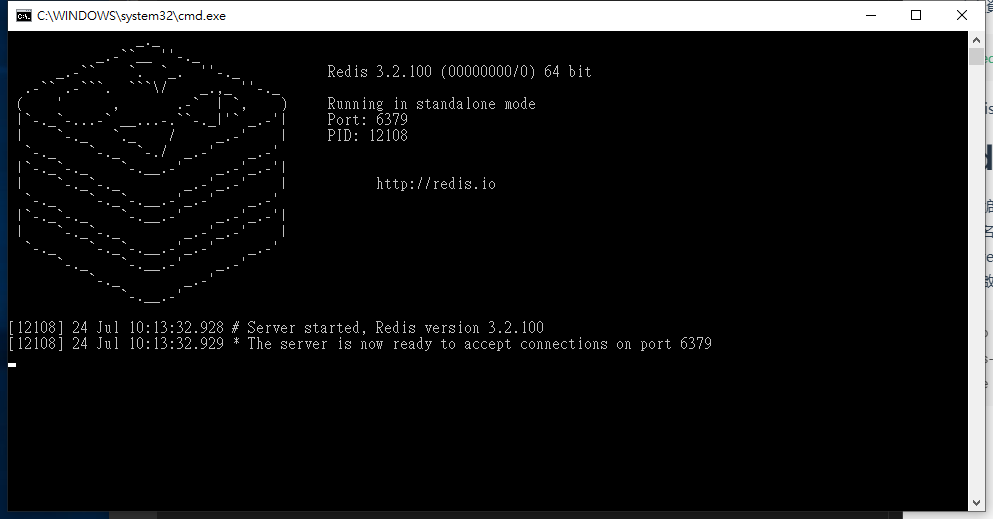 C:\WINDOWS\system32\cmd.exe
Redis 3.2.100 (00000000/0) 64 bit
Running in standalone mode
Port: 6379
PID: 12108
http://redis.io
[12108] 24 Jul 10:13:32.928 # Server started, Redis version 3.2.100
[12108] 24 Jul 10:13:32.929 * The server is now ready to accept connections on port 6379